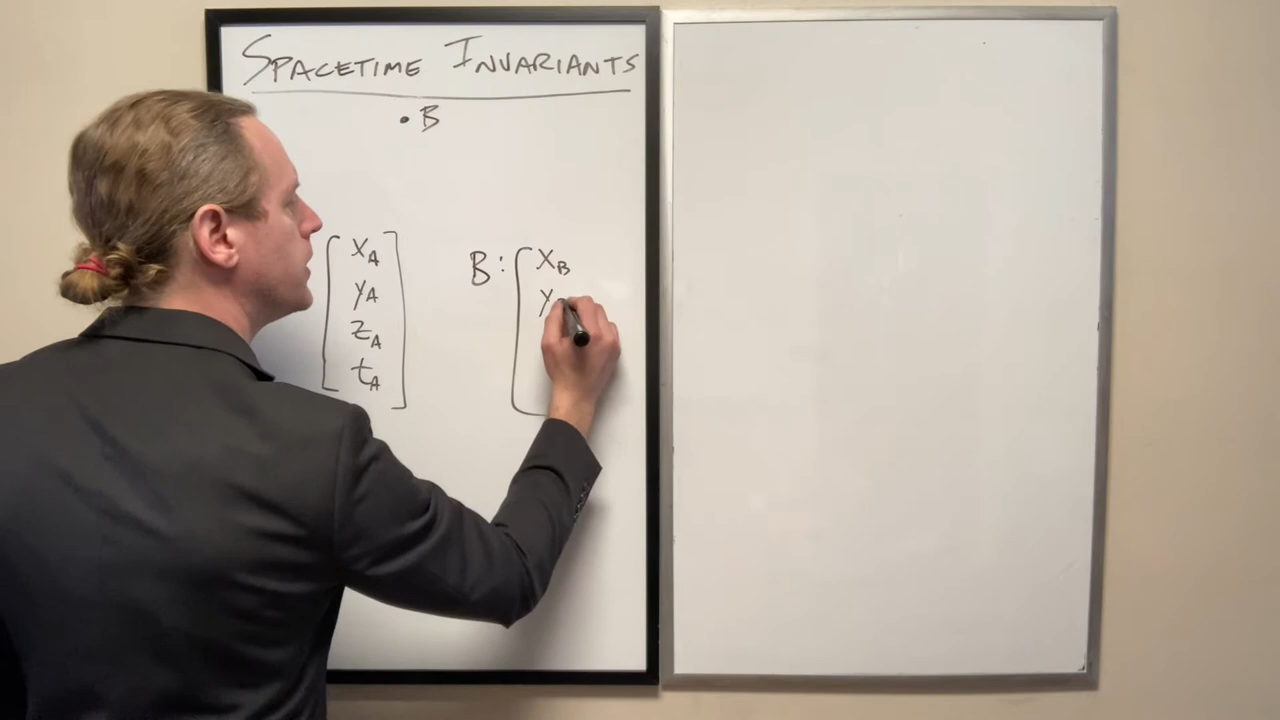 SPACETIME INVARIANTS
• B
x_A
y_A
z_A
t_A
B:
x_B
y